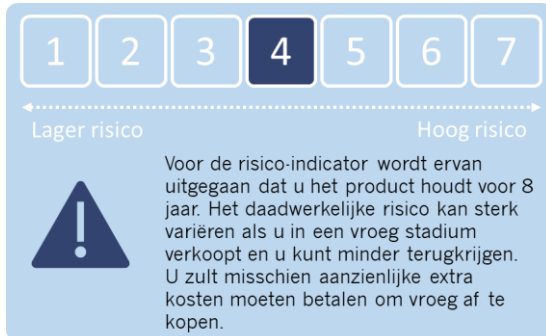 1 2 3 4 5 6 7
Lager risico Hoog risico
Voor de risico-indicator wordt ervan
uitgegaan dat u het product houdt voor 8
jaar. Het daadwerkelijke risico kan sterk
variëren als u in een vroeg stadium
verkoopt en u kunt minder terugkrijgen.
U zult misschien aanzienlijke extra
kosten moeten betalen om vroeg af te
kopen.